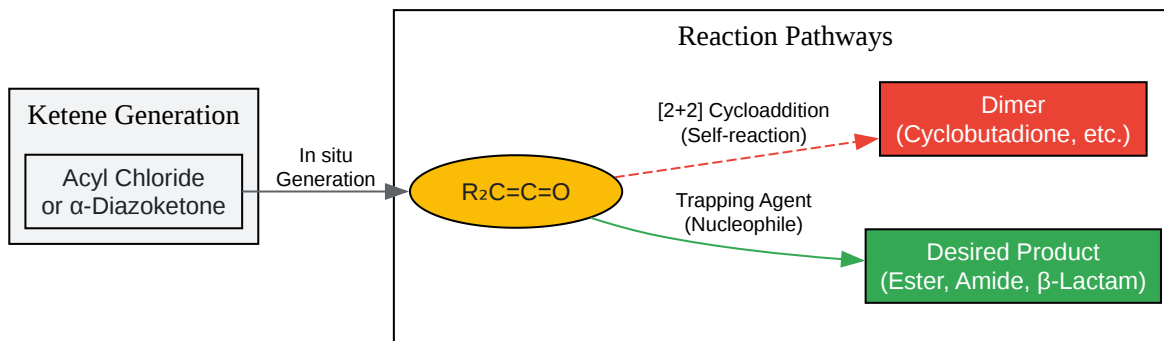 Reaction Pathways
Ketene Generation
Acyl Chloride
or α-Diazoketone
In situ
Generation
R₂C=C=O
[2+2] Cycloaddition
(Self-reaction)
Dimer
(Cyclobutadione, etc.)
Trapping Agent
(Nucleophile)
Desired Product
(Ester, Amide, β-Lactam)